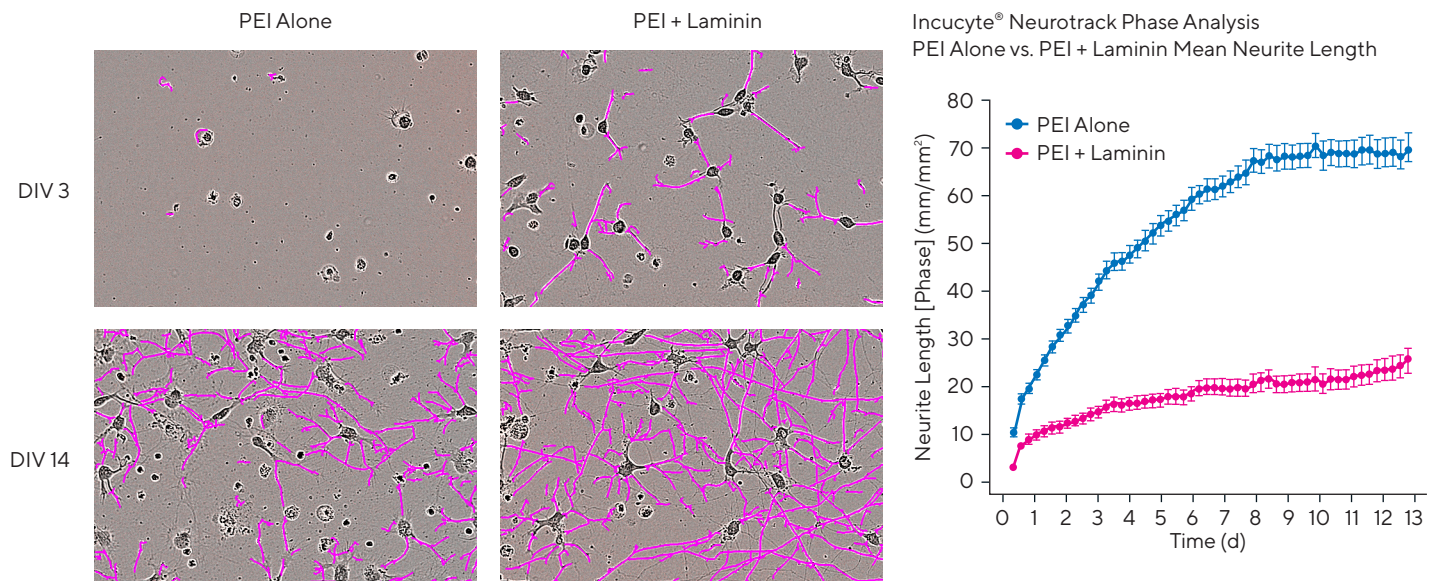 PEI Alone
PEI + Laminin
DIV 3
DIV 14
Incucyte® Neurotrack Phase Analysis
PEI Alone vs. PEI + Laminin Mean Neurite Length
Neurite Length [Phase] (mm/mm²)
80
70
60
50
40
30
20
10
0
PEI Alone
PEI + Laminin
0 1 2 3 4 5 6 7 8 9 10 11 12 13
Time (d)